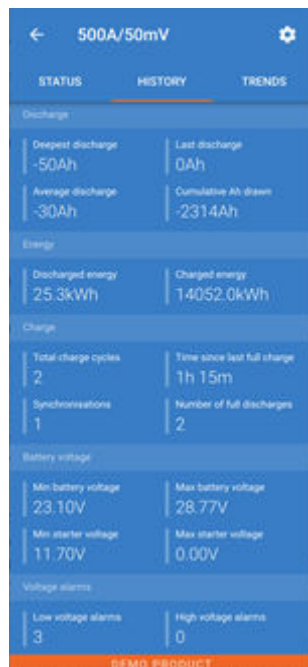 500A/50mV
STATUS HISTORY TRENDS
Discharge
Deepest discharge Last discharge
-50Ah 0Ah
Average discharge Cumulative Ah drawn
-30Ah -2314Ah
Energy
Discharged energy Charged energy
25.3kWh 14052.0kWh
Charge
Total charge cycles Time since last full charge
2 1h 15m
Synchronisations Number of full discharges
1 2
Battery voltage
Min battery voltage Max battery voltage
23.10V 28.77V
Min starter voltage Max starter voltage
11.70V 0.00V
Voltage alarms
Low voltage alarms High voltage alarms
3 0
DEMO PRODUCT